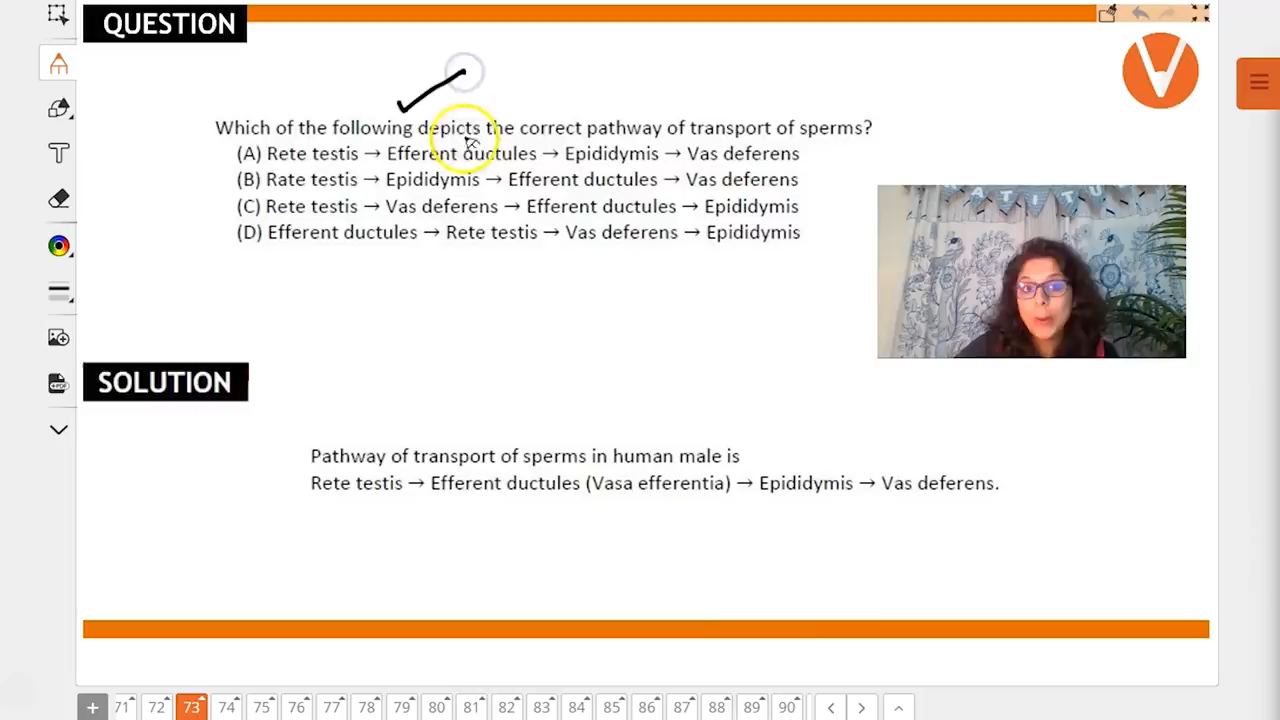 QUESTION
Which of the following depicts the correct pathway of transport of sperms?
(A) Rete testis → Efferent ductules → Epididymis → Vas deferens
(B) Rate testis → Epididymis → Efferent ductules → Vas deferens
(C) Rete testis → Vas deferens → Efferent ductules → Epididymis
(D) Efferent ductules → Rete testis → Vas deferens → Epididymis
SOLUTION
Pathway of transport of sperms in human male is
Rete testis → Efferent ductules (Vasa efferentia) → Epididymis → Vas deferens.
71 72 73 74 75 76 77 78 79 80 81 82 83 84 85 86 87 88 89 90